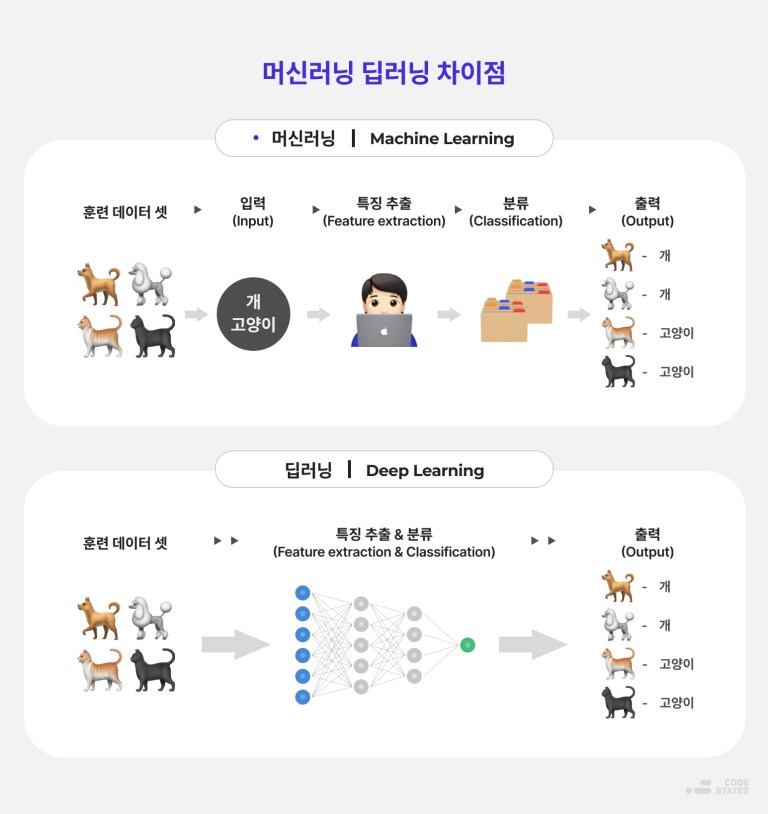 머신러닝 딥러닝 차이점
• 머신러닝 | Machine Learning
훈련 데이터 셋
입력
(Input)
특징 추출
(Feature extraction)
분류
(Classification)
출력
(Output)
개
고양이
- 개
- 개
- 고양이
- 고양이
딥러닝 | Deep Learning
훈련 데이터 셋
특징 추출 & 분류
(Feature extraction & Classification)
출력
(Output)
- 개
- 개
- 고양이
- 고양이
CODE
STATES